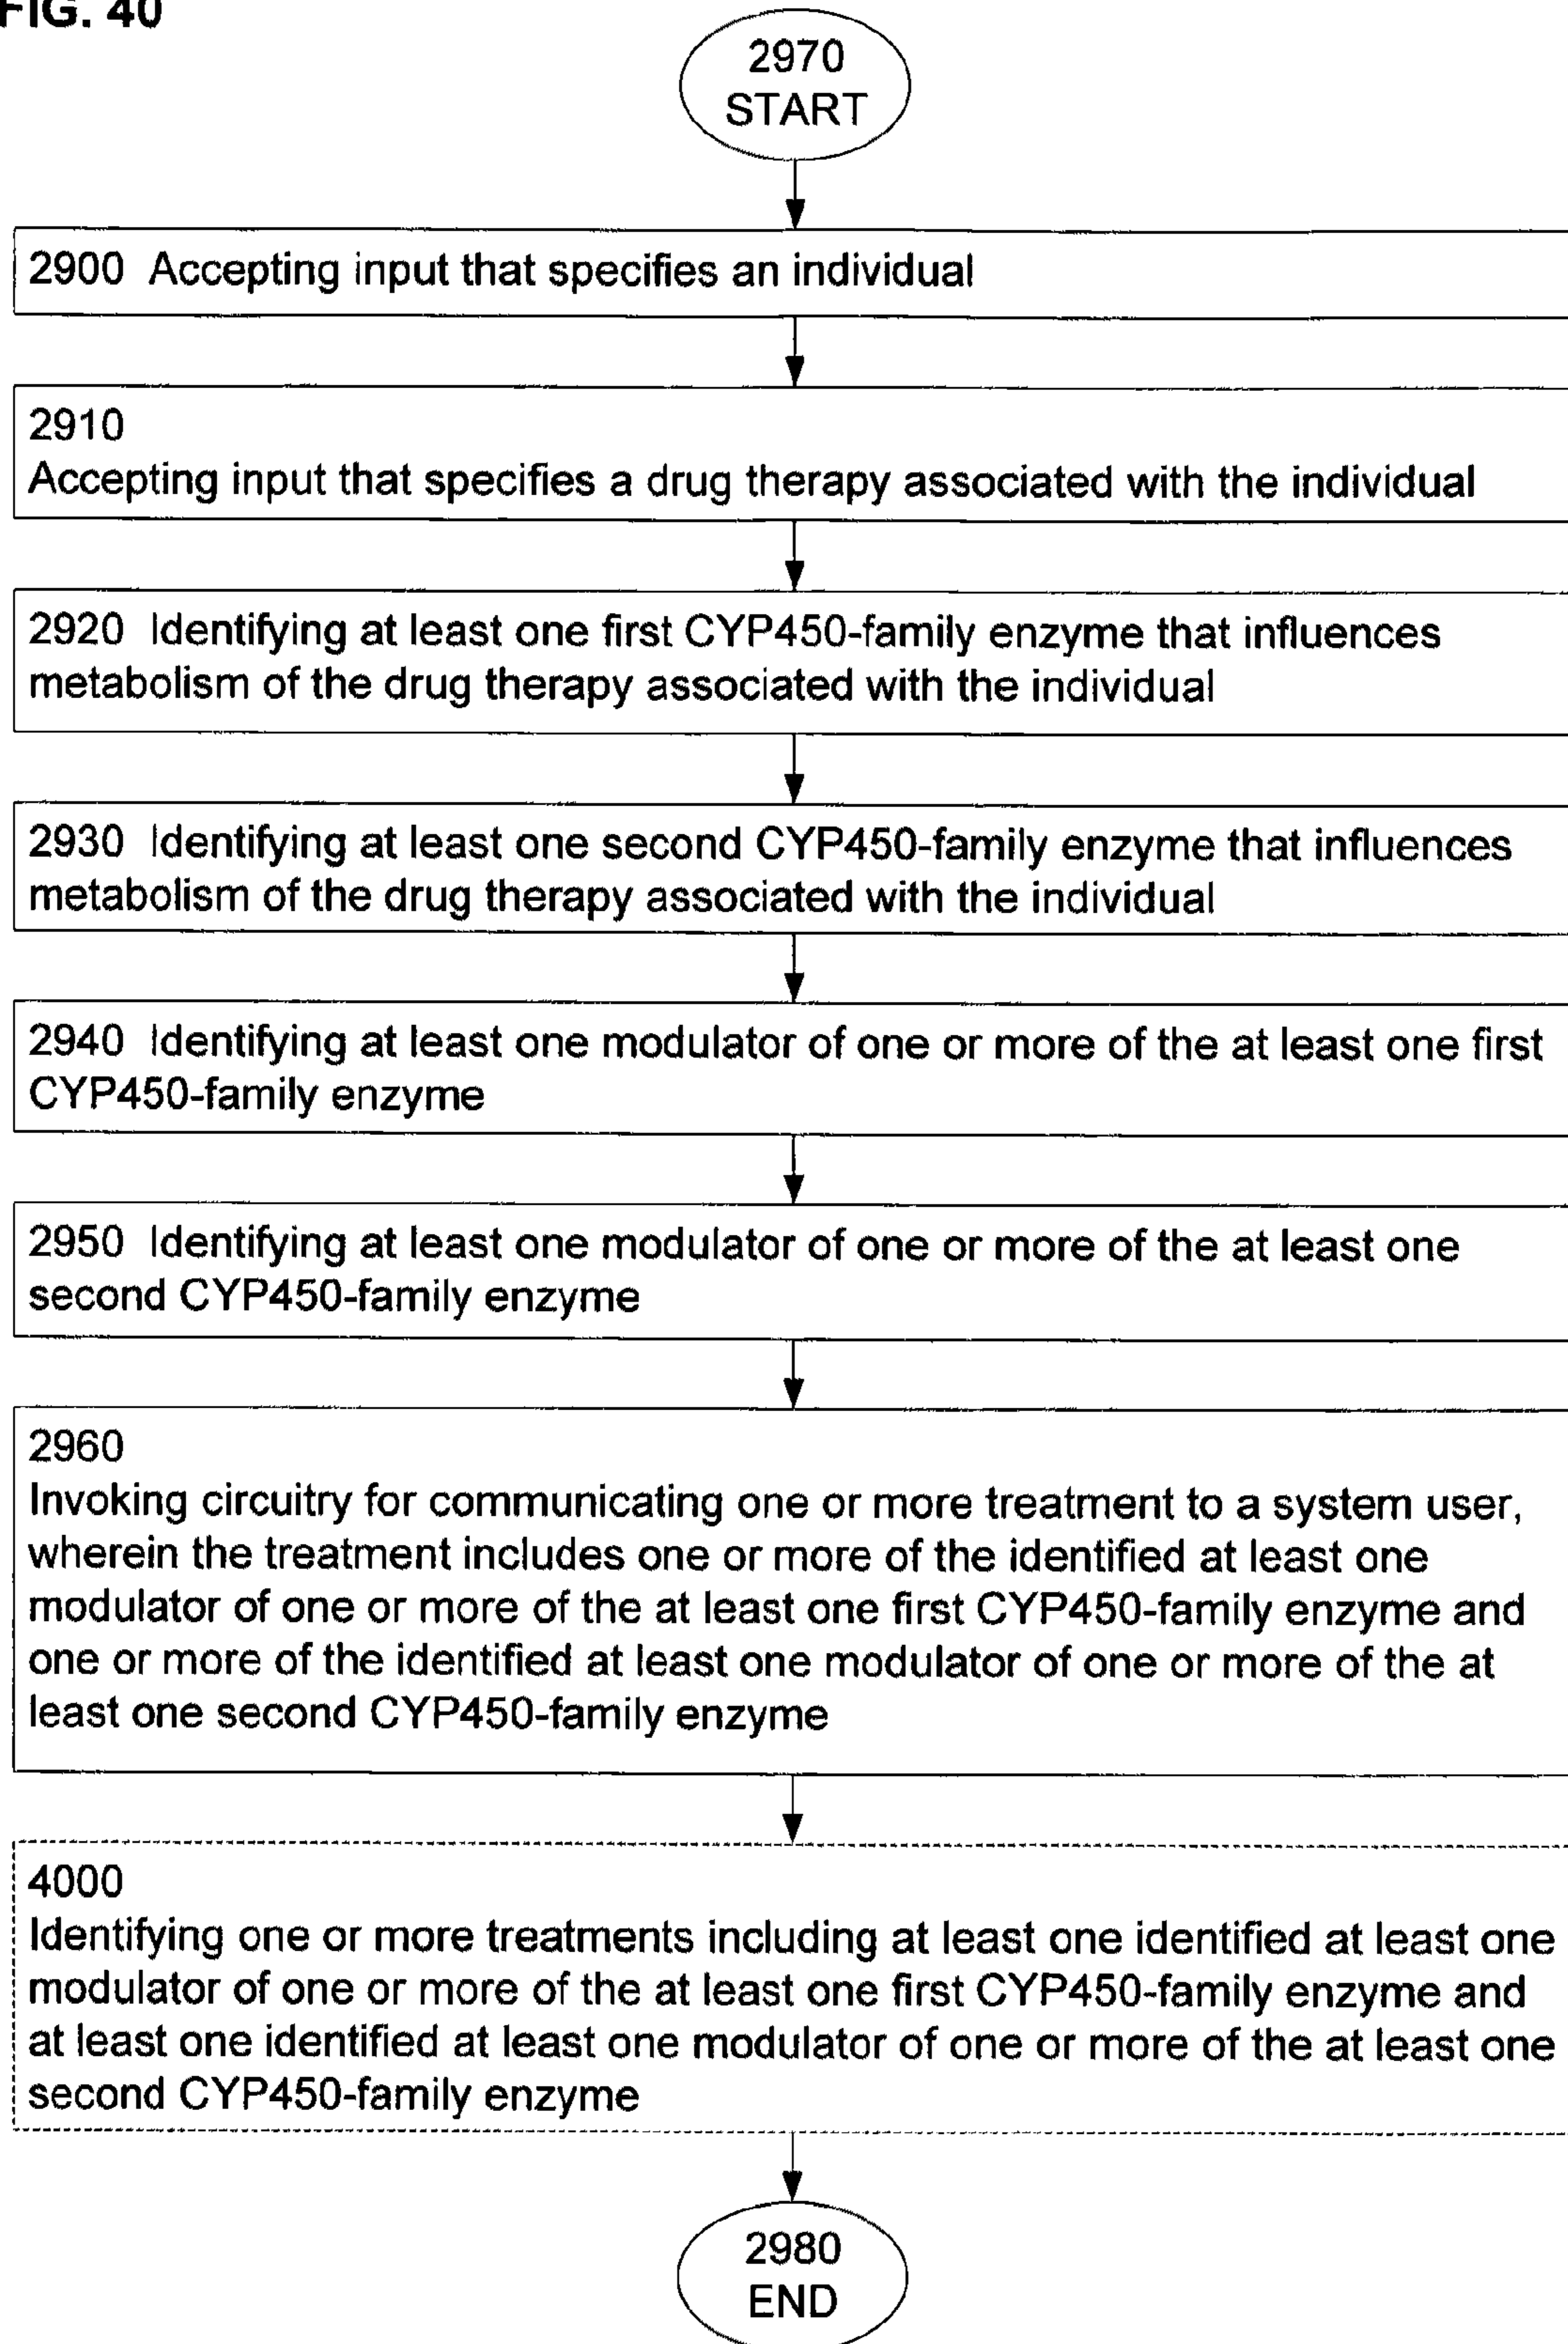 FIG. 40
2970
START
2900 Accepting input that specifies an individual
2910
Accepting input that specifies a drug therapy associated with the individual
2920 Identifying at least one first CYP450-family enzyme that influences
metabolism of the drug therapy associated with the individual
2930 Identifying at least one second CYP450-family enzyme that influences
metabolism of the drug therapy associated with the individual
2940 Identifying at least one modulator of one or more of the at least one first
CYP450-family enzyme
2950 Identifying at least one modulator of one or more of the at least one
second CYP450-family enzyme
2960
Invoking circuitry for communicating one or more treatment to a system user,
wherein the treatment includes one or more of the identified at least one
modulator of one or more of the at least one first CYP450-family enzyme and
one or more of the identified at least one modulator of one or more of the at
least one second CYP450-family enzyme
4000
Identifying one or more treatments including at least one identified at least one
modulator of one or more of the at least one first CYP450-family enzyme and
at least one identified at least one modulator of one or more of the at least one
second CYP450-family enzyme
2980
END